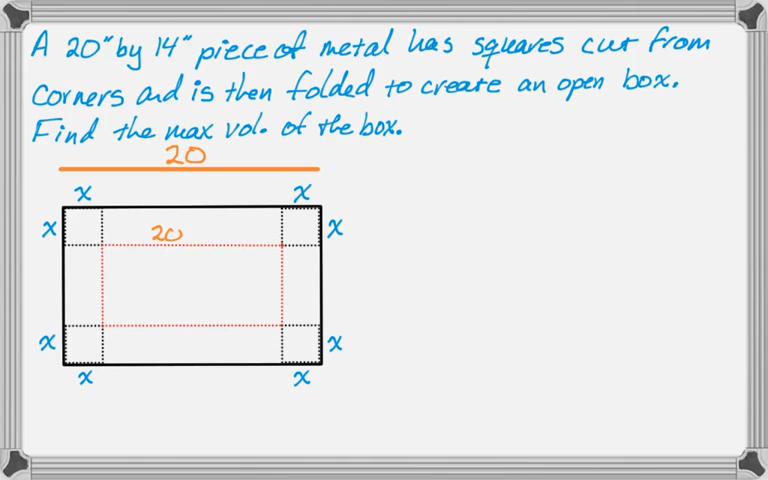 A 20" by 14" piece of metal has squares cut from
corners and is then folded to create an open box.
Find the max vol. of the box.
20
x x
x 20 x
x x
x x